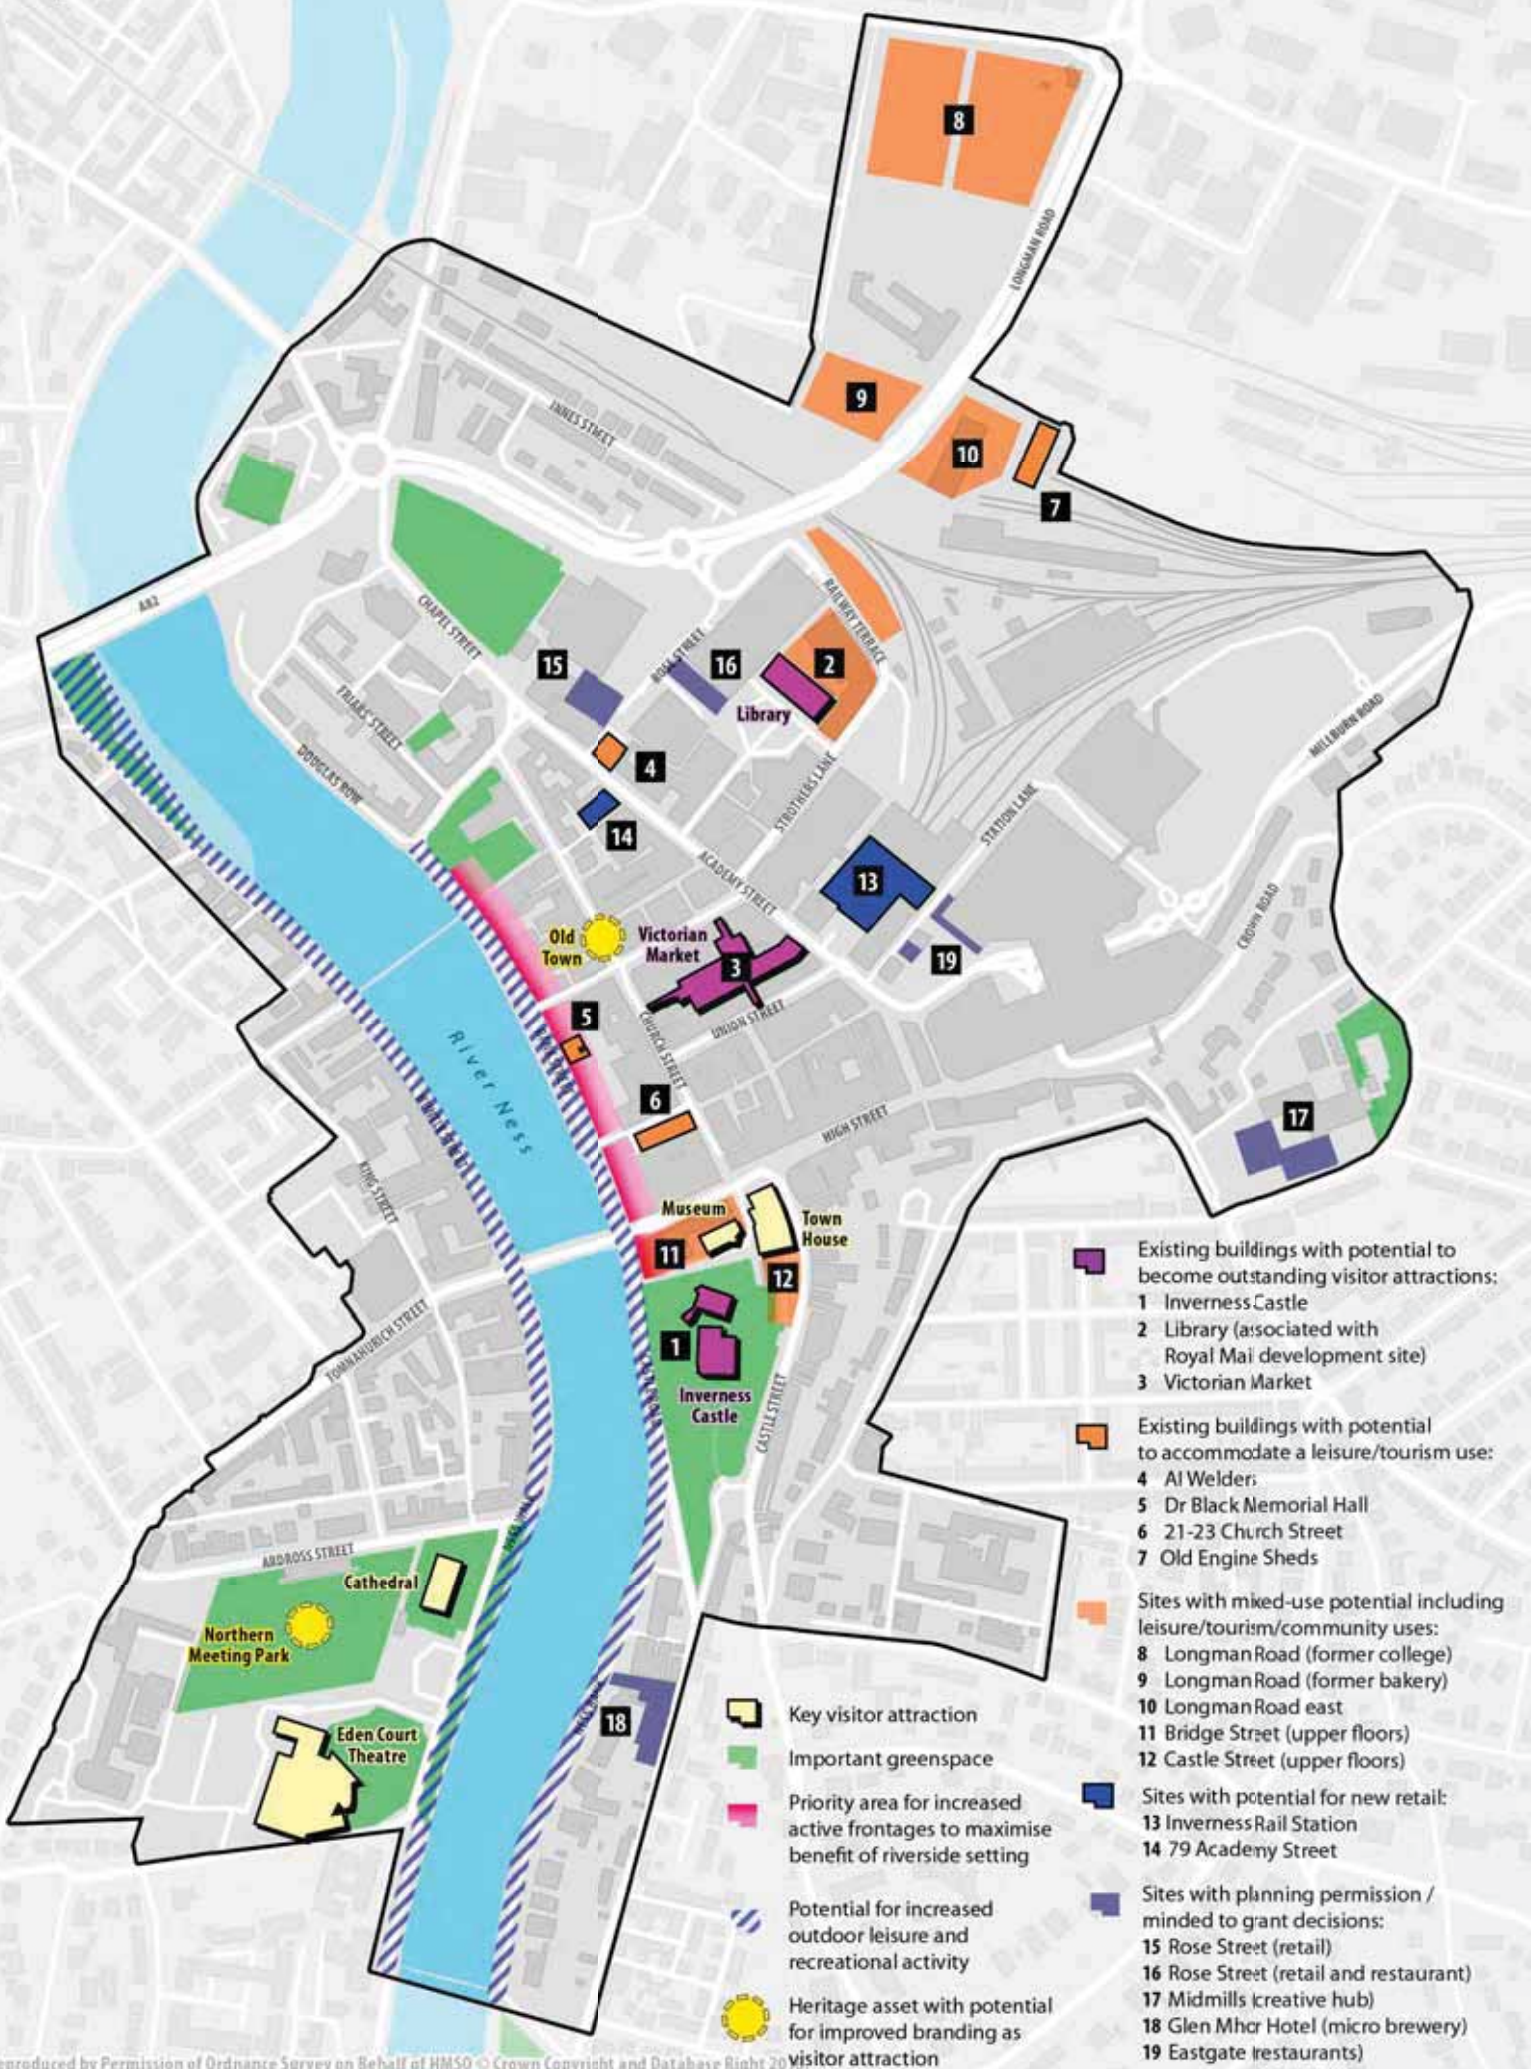 8
LONGMAN ROAD
9
10
7
INNES STREET
A82
CHAPEL STREET
RAILWAY TERRACE
15
ROSE STREET
16
2
Library
FRIARS' STREET
DOUGLAS ROW
4
14
STROTHERS LANE
STATION LANE
MILLBURN ROAD
ACADEMY STREET
13
CROWN ROAD
Old
Town
Victorian
Market
3
19
5
CHURCH STREET
UNION STREET
River Ness
6
HIGH STREET
17
KING STREET
Museum
Town
House
11
12
TOMNAHURICH STREET
1
Inverness
Castle
CASTLE STREET
ARDROSS STREET
NESS WALK
Cathedral
Northern
Meeting Park
Eden Court
Theatre
18
Key visitor attraction
Important greenspace
Priority area for increased
active frontages to maximise
benefit of riverside setting
Potential for increased
outdoor leisure and
recreational activity
Heritage asset with potential
for improved branding as
visitor attraction
Existing buildings with potential to
become outstanding visitor attractions:
1 Inverness Castle
2 Library (associated with
Royal Mai development site)
3 Victorian Market
Existing buildings with potential
to accommodate a leisure/tourism use:
4 AI Welders
5 Dr Black Memorial Hall
6 21-23 Church Street
7 Old Engine Sheds
Sites with mixed-use potential including
leisure/tourism/community uses:
8 Longman Road (former college)
9 Longman Road (former bakery)
10 Longman Road east
11 Bridge Street (upper floors)
12 Castle Street (upper floors)
Sites with potential for new retail:
13 Inverness Rail Station
14 79 Academy Street
Sites with planning permission /
minded to grant decisions:
15 Rose Street (retail)
16 Rose Street (retail and restaurant)
17 Midmills (creative hub)
18 Glen Mhor Hotel (micro brewery)
19 Eastgate (restaurants)
eproduced by Permission of Ordnance Survey on Behalf of HMSO © Crown Copyright and Database Right 20